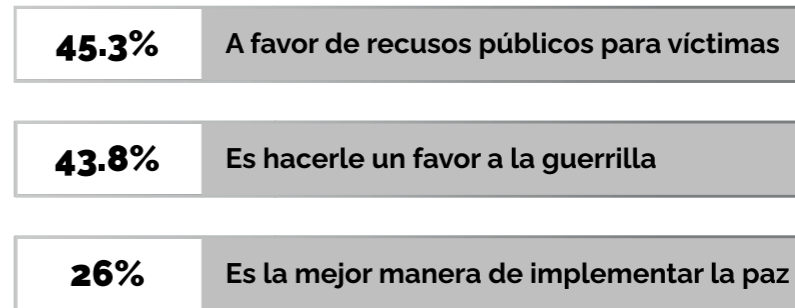 45.3% A favor de recusos públicos para víctimas
43.8% Es hacerle un favor a la guerrilla
26% Es la mejor manera de implementar la paz